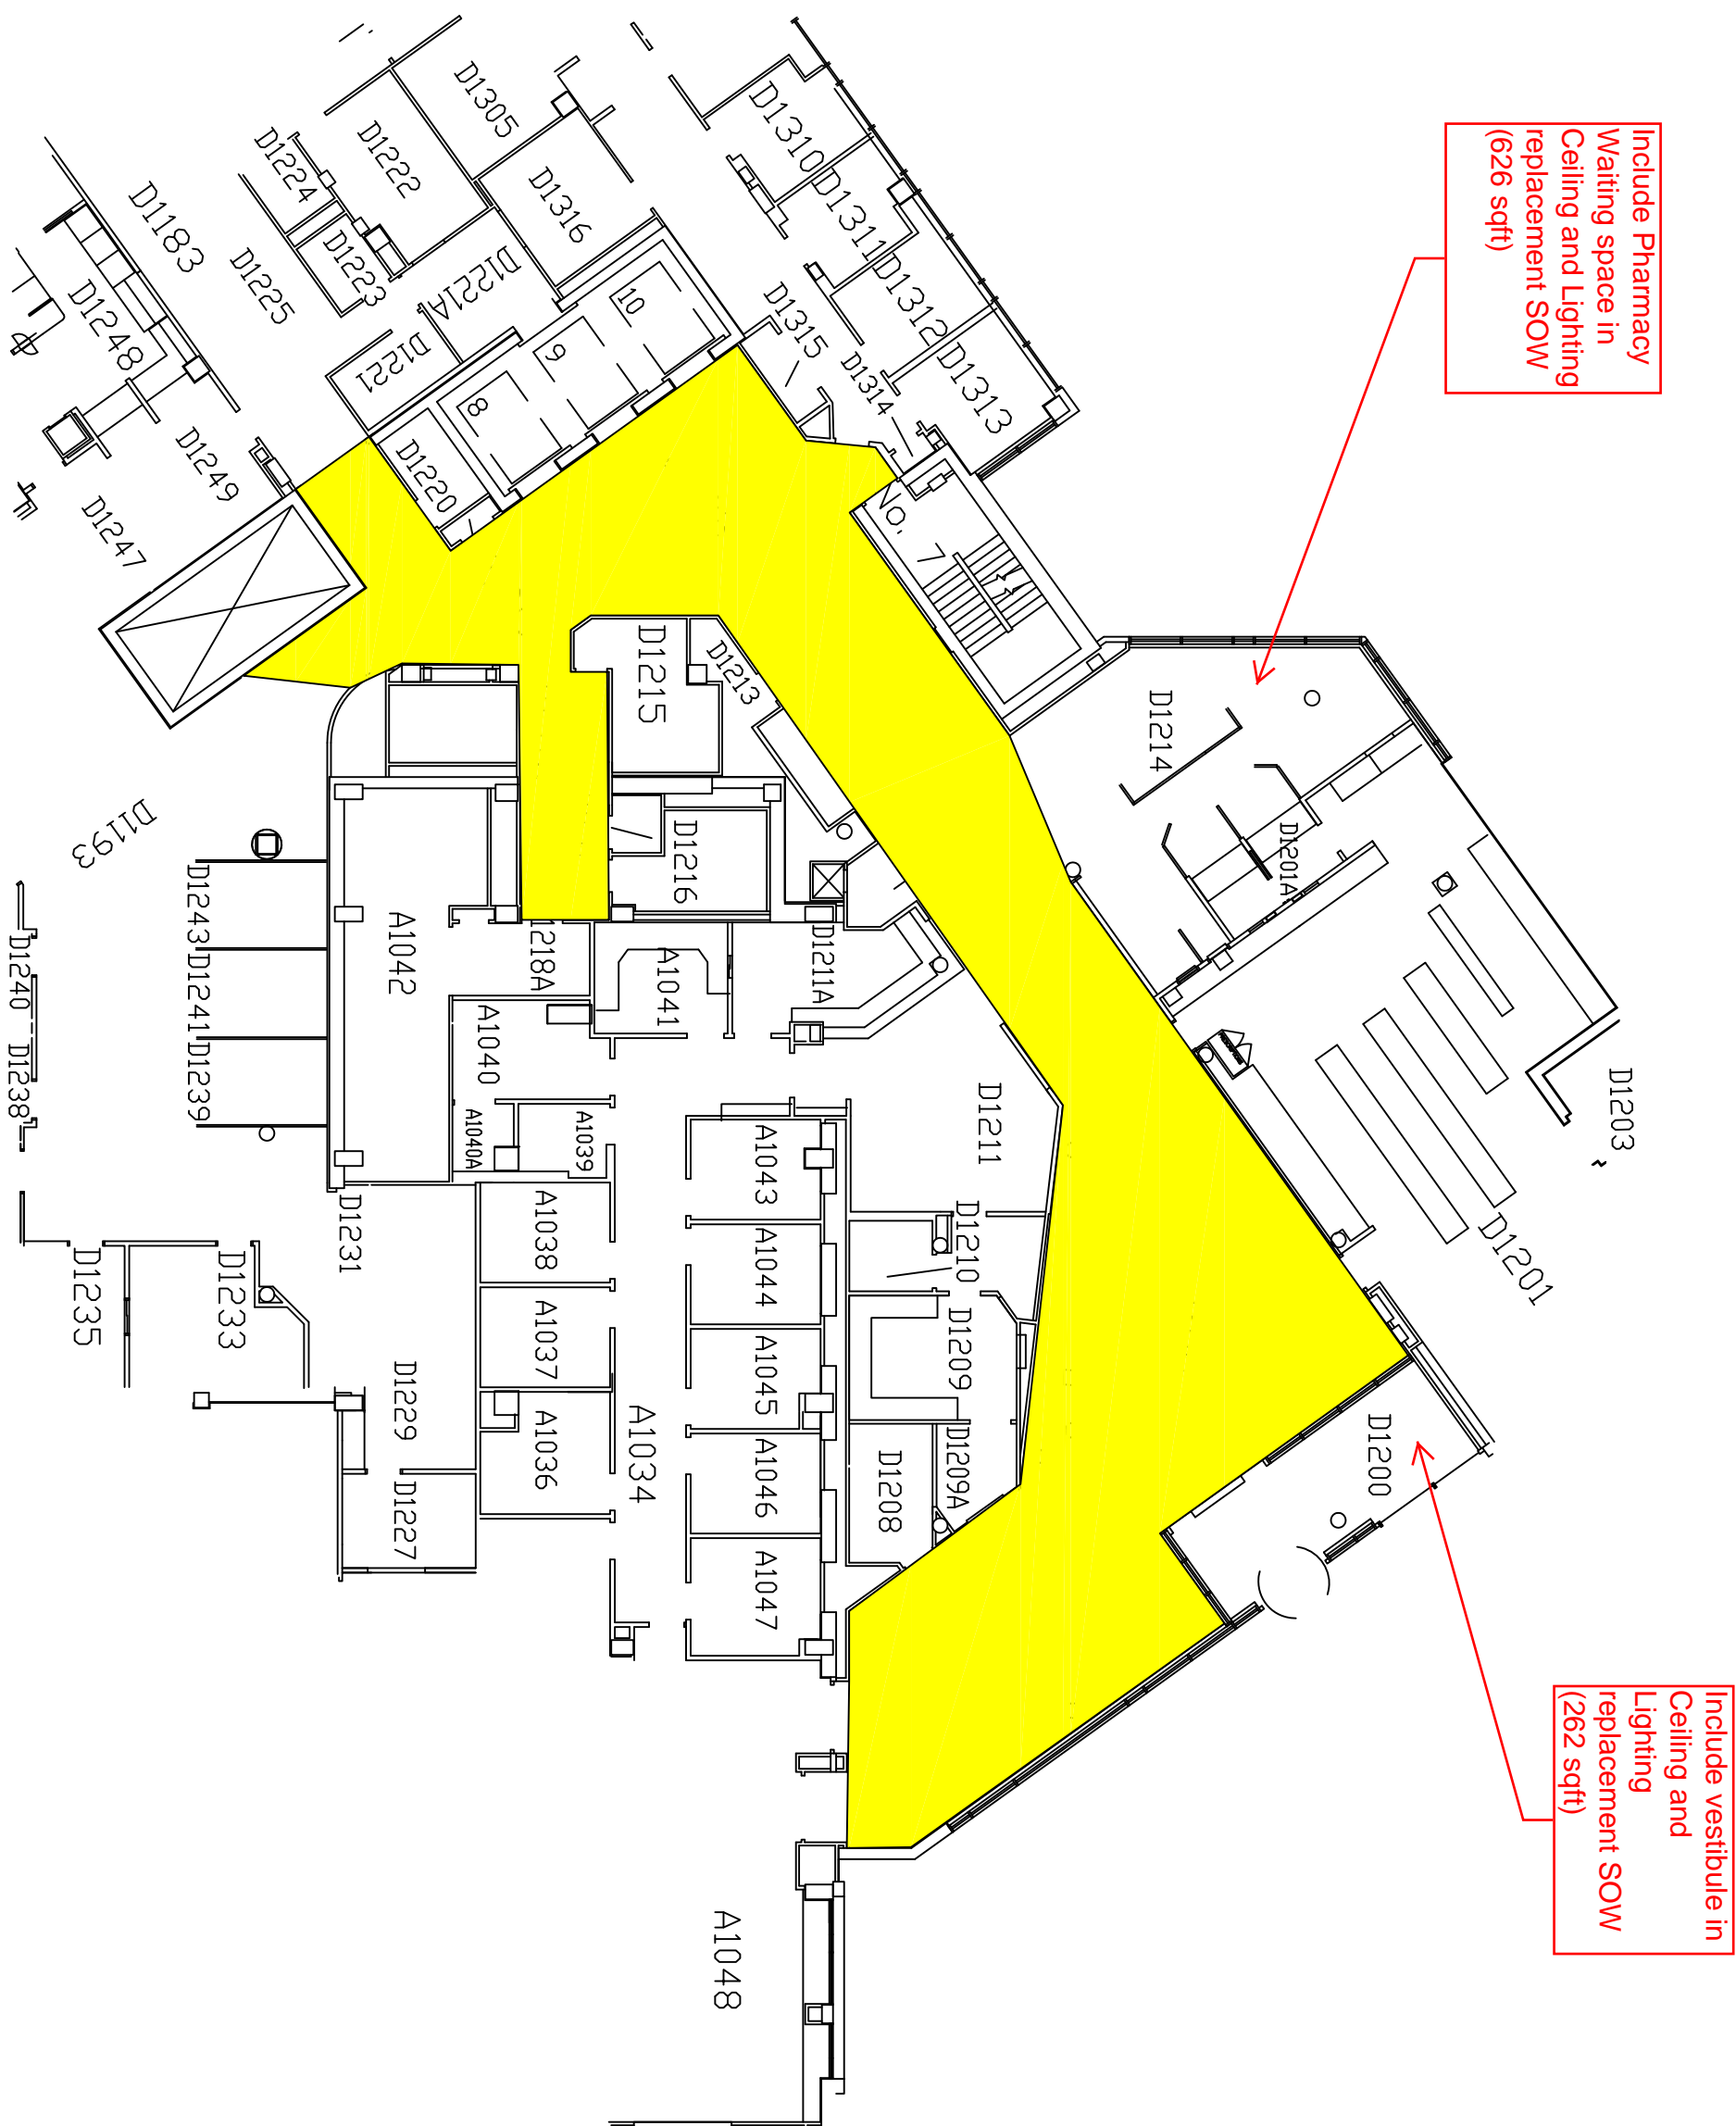 Include Pharmacy
Waiting space in
Ceiling and Lighting
replacement SOW
(626 sqft)
Include vestibule in
Ceiling and
Lighting
replacement SOW
(262 sqft)
D1305
D1310
D1222
D1224
D1316
D1311
D1183
D1223
D1221A
D1312
D1225
D1248
D1221
10
9
8
D1315
D1314
D1313
D1249
D1220
D1247
No. 7
D1215
D1213
D1214
D1193
D1216
D1201A
D1243
A1042
1218A
A1041
D1211A
D1240
D1241
A1040
D1238
D1239
A1040A
A1039
D1211
D1203
A1043
D1231
A1038
A1044
D1210
D1201
D1235
D1233
A1037
A1045
D1209
D1229
A1036
A1034
A1046
D1209A
D1208
D1200
D1227
A1047
A1048